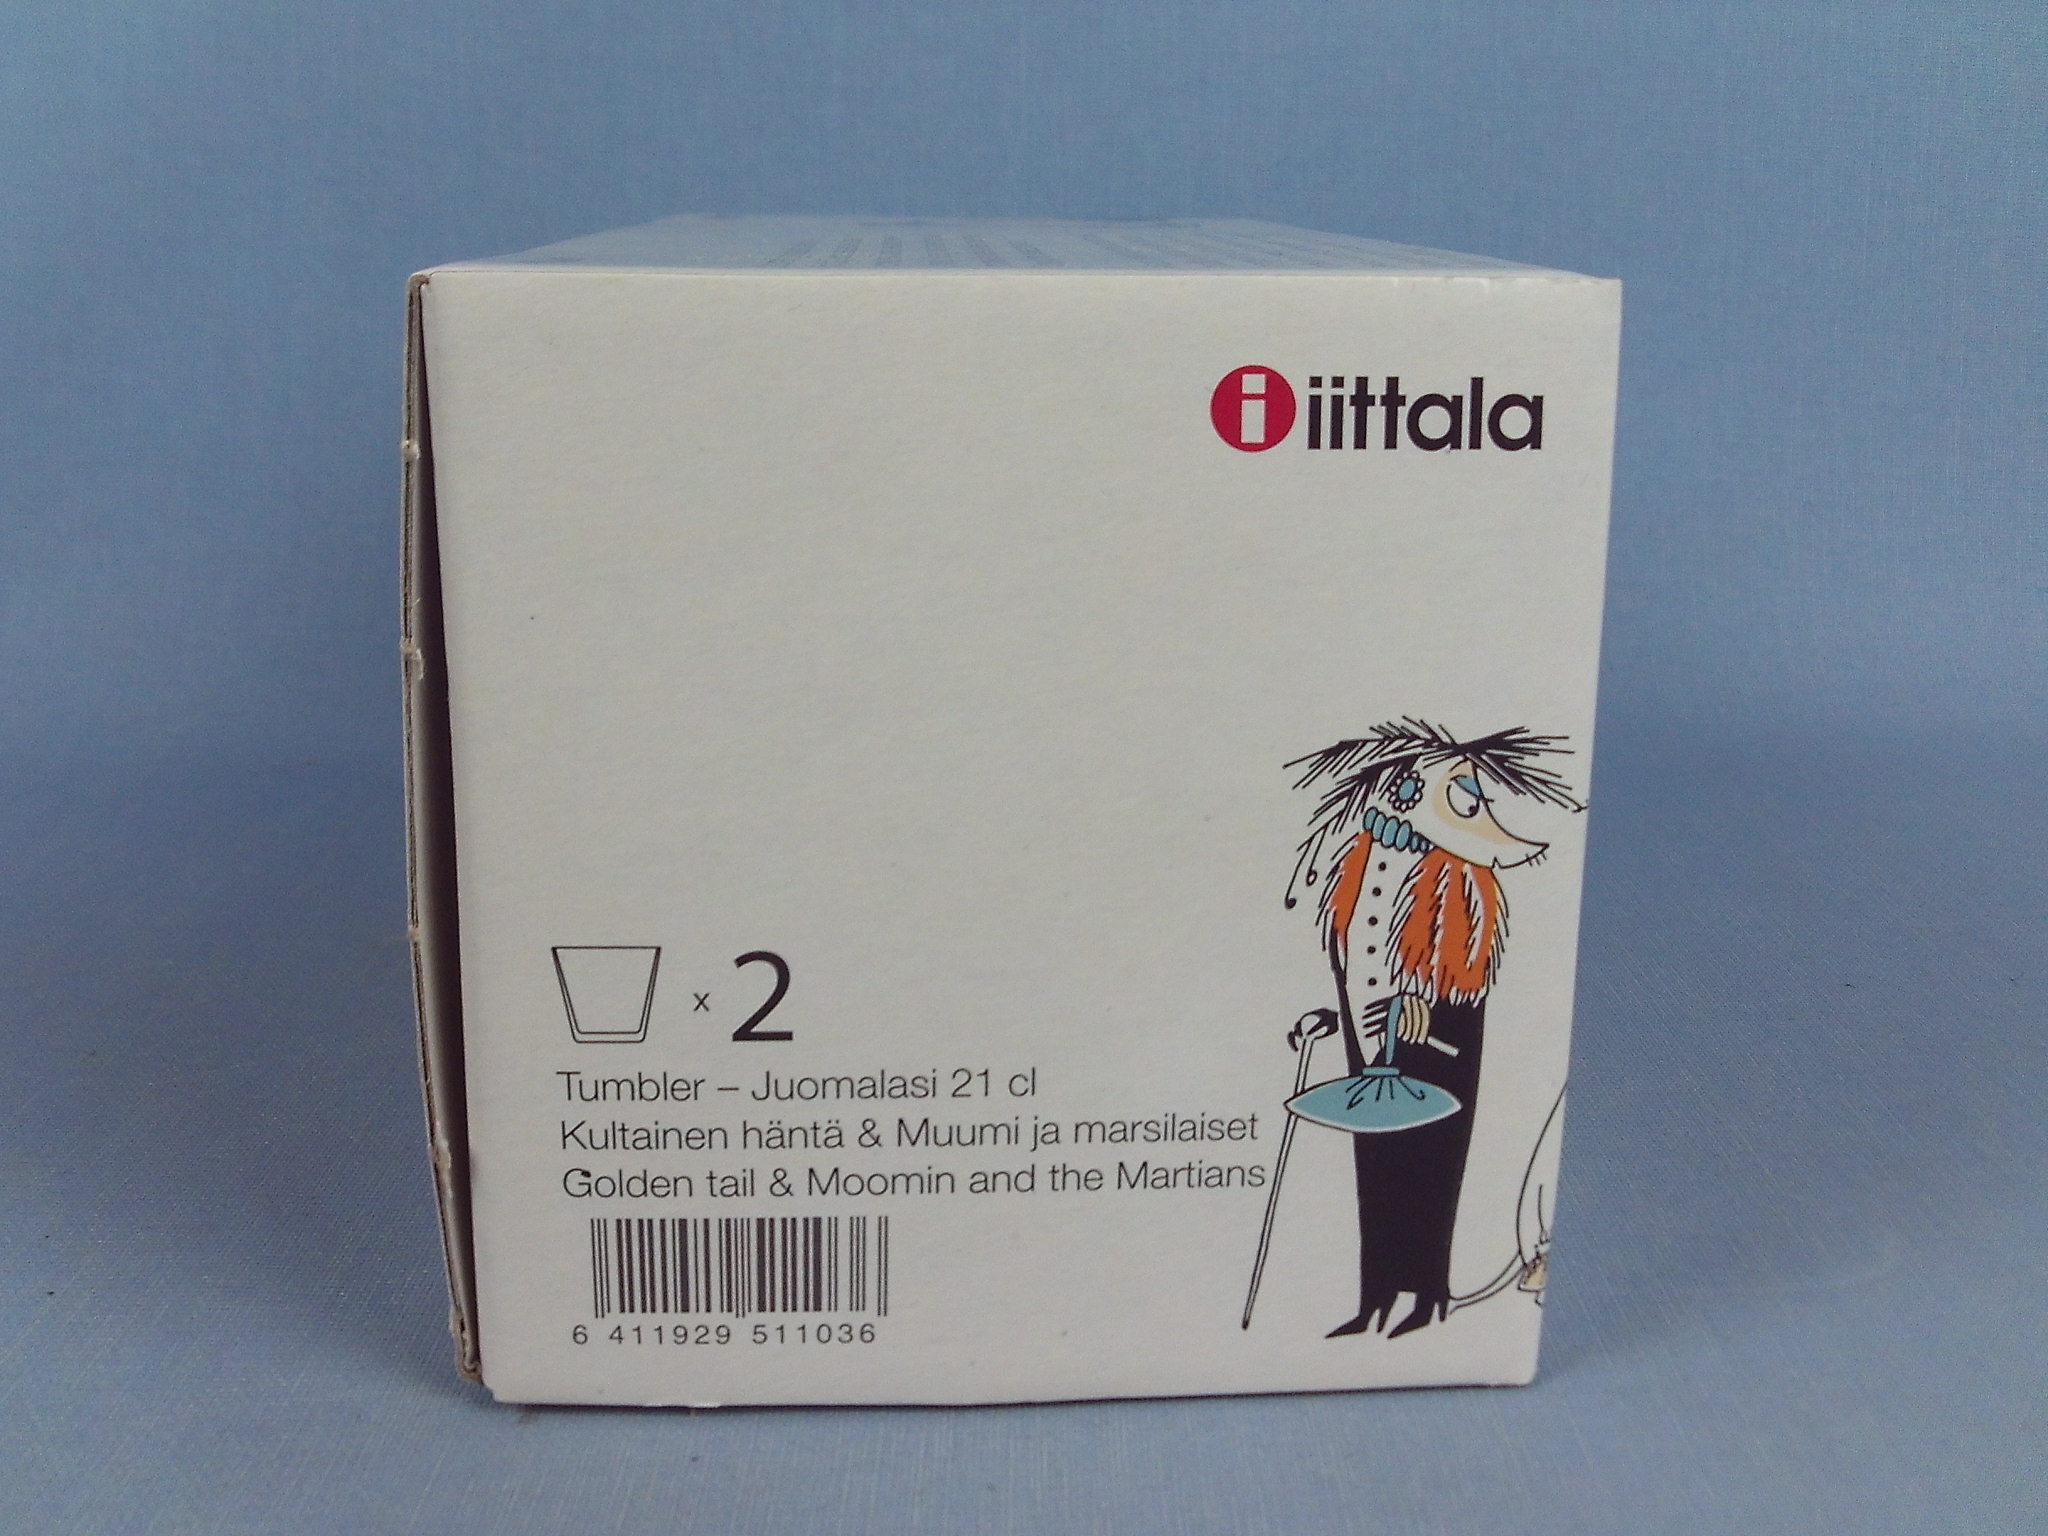 iittala
x 2
Tumbler – Juomalasi 21 cl
Kultainen häntä & Muumi ja marsilaiset
Golden tail & Moomin and the Martians
6 411929 511036